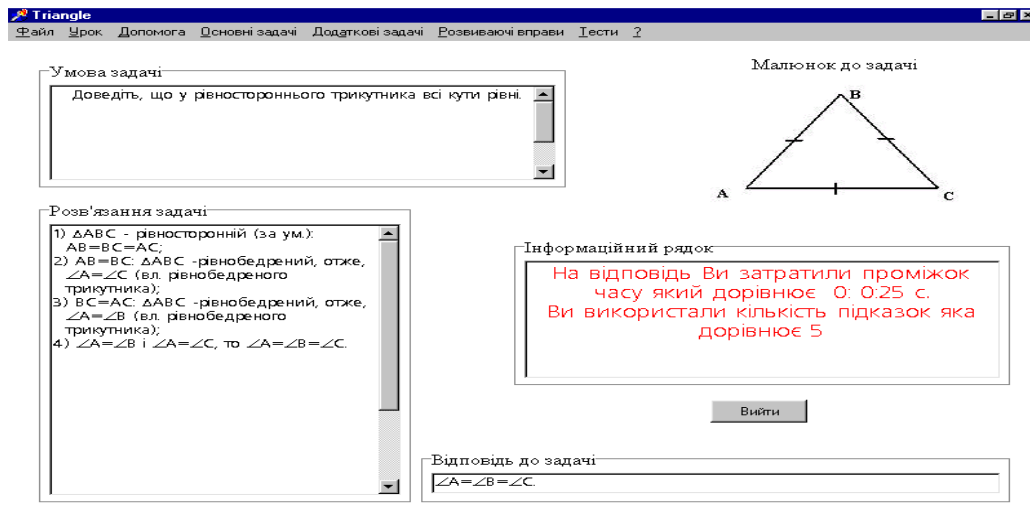 Triangle
Файл Урок Допомога Основні задачі Додаткові задачі Розвиваючі вправи Тести ?
Умова задачі
Доведіть, що у рівностороннього трикутника всі кути рівні.
Малюнок до задачі
B
A
C
Розв'язання задачі
1) ΔABC - рівносторонній (за ум.):
AB=BC=AC;
2) AB=BC: ΔABC -рівнобедрений, отже,
∠A=∠C (вл. рівнобедреного
трикутника);
3) BC=AC: ΔABC -рівнобедрений, отже,
∠A=∠B (вл. рівнобедреного
трикутника);
4) ∠A=∠B і ∠A=∠C, то ∠A=∠B=∠C.
Інформаційний рядок
На відповідь Ви затратили проміжок
часу який дорівнює 0: 0:25 с.
Ви використали кількість підказок яка
дорівнює 5
Вийти
Відповідь до задачі
∠A=∠B=∠C.